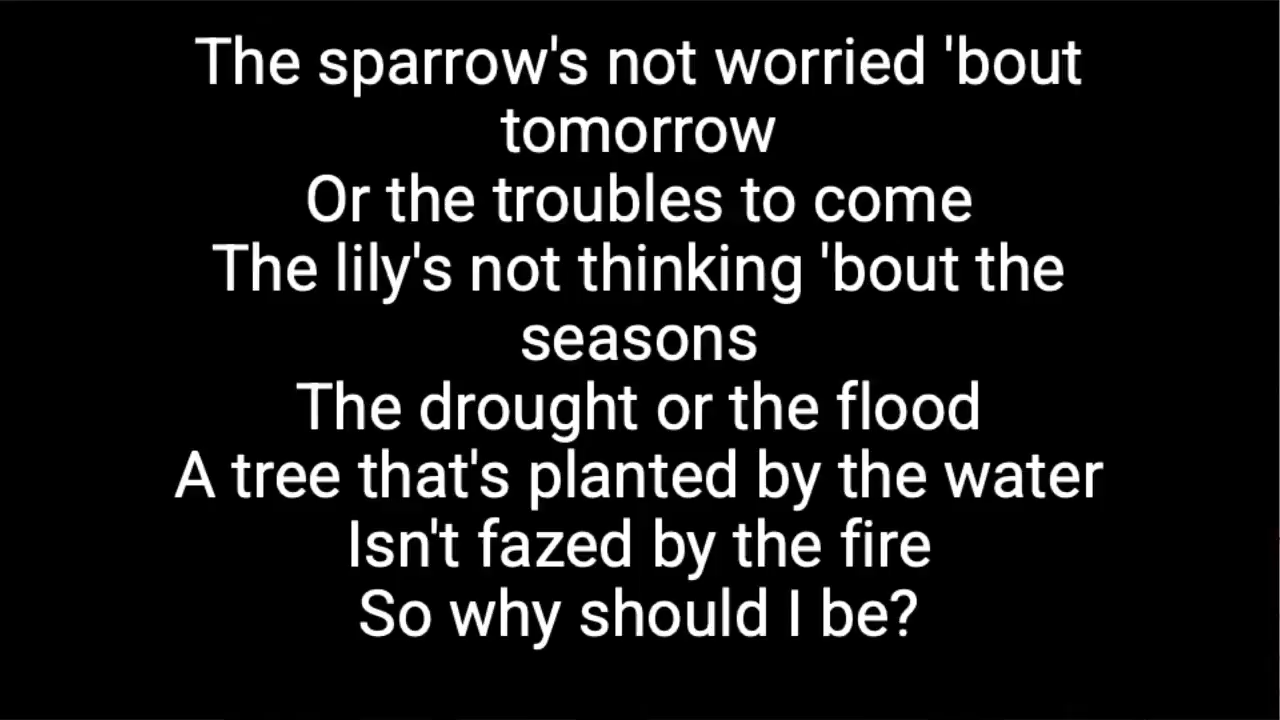 The sparrow's not worried 'bout
tomorrow
Or the troubles to come
The lily's not thinking 'bout the
seasons
The drought or the flood
A tree that's planted by the water
Isn't fazed by the fire
So why should I be?